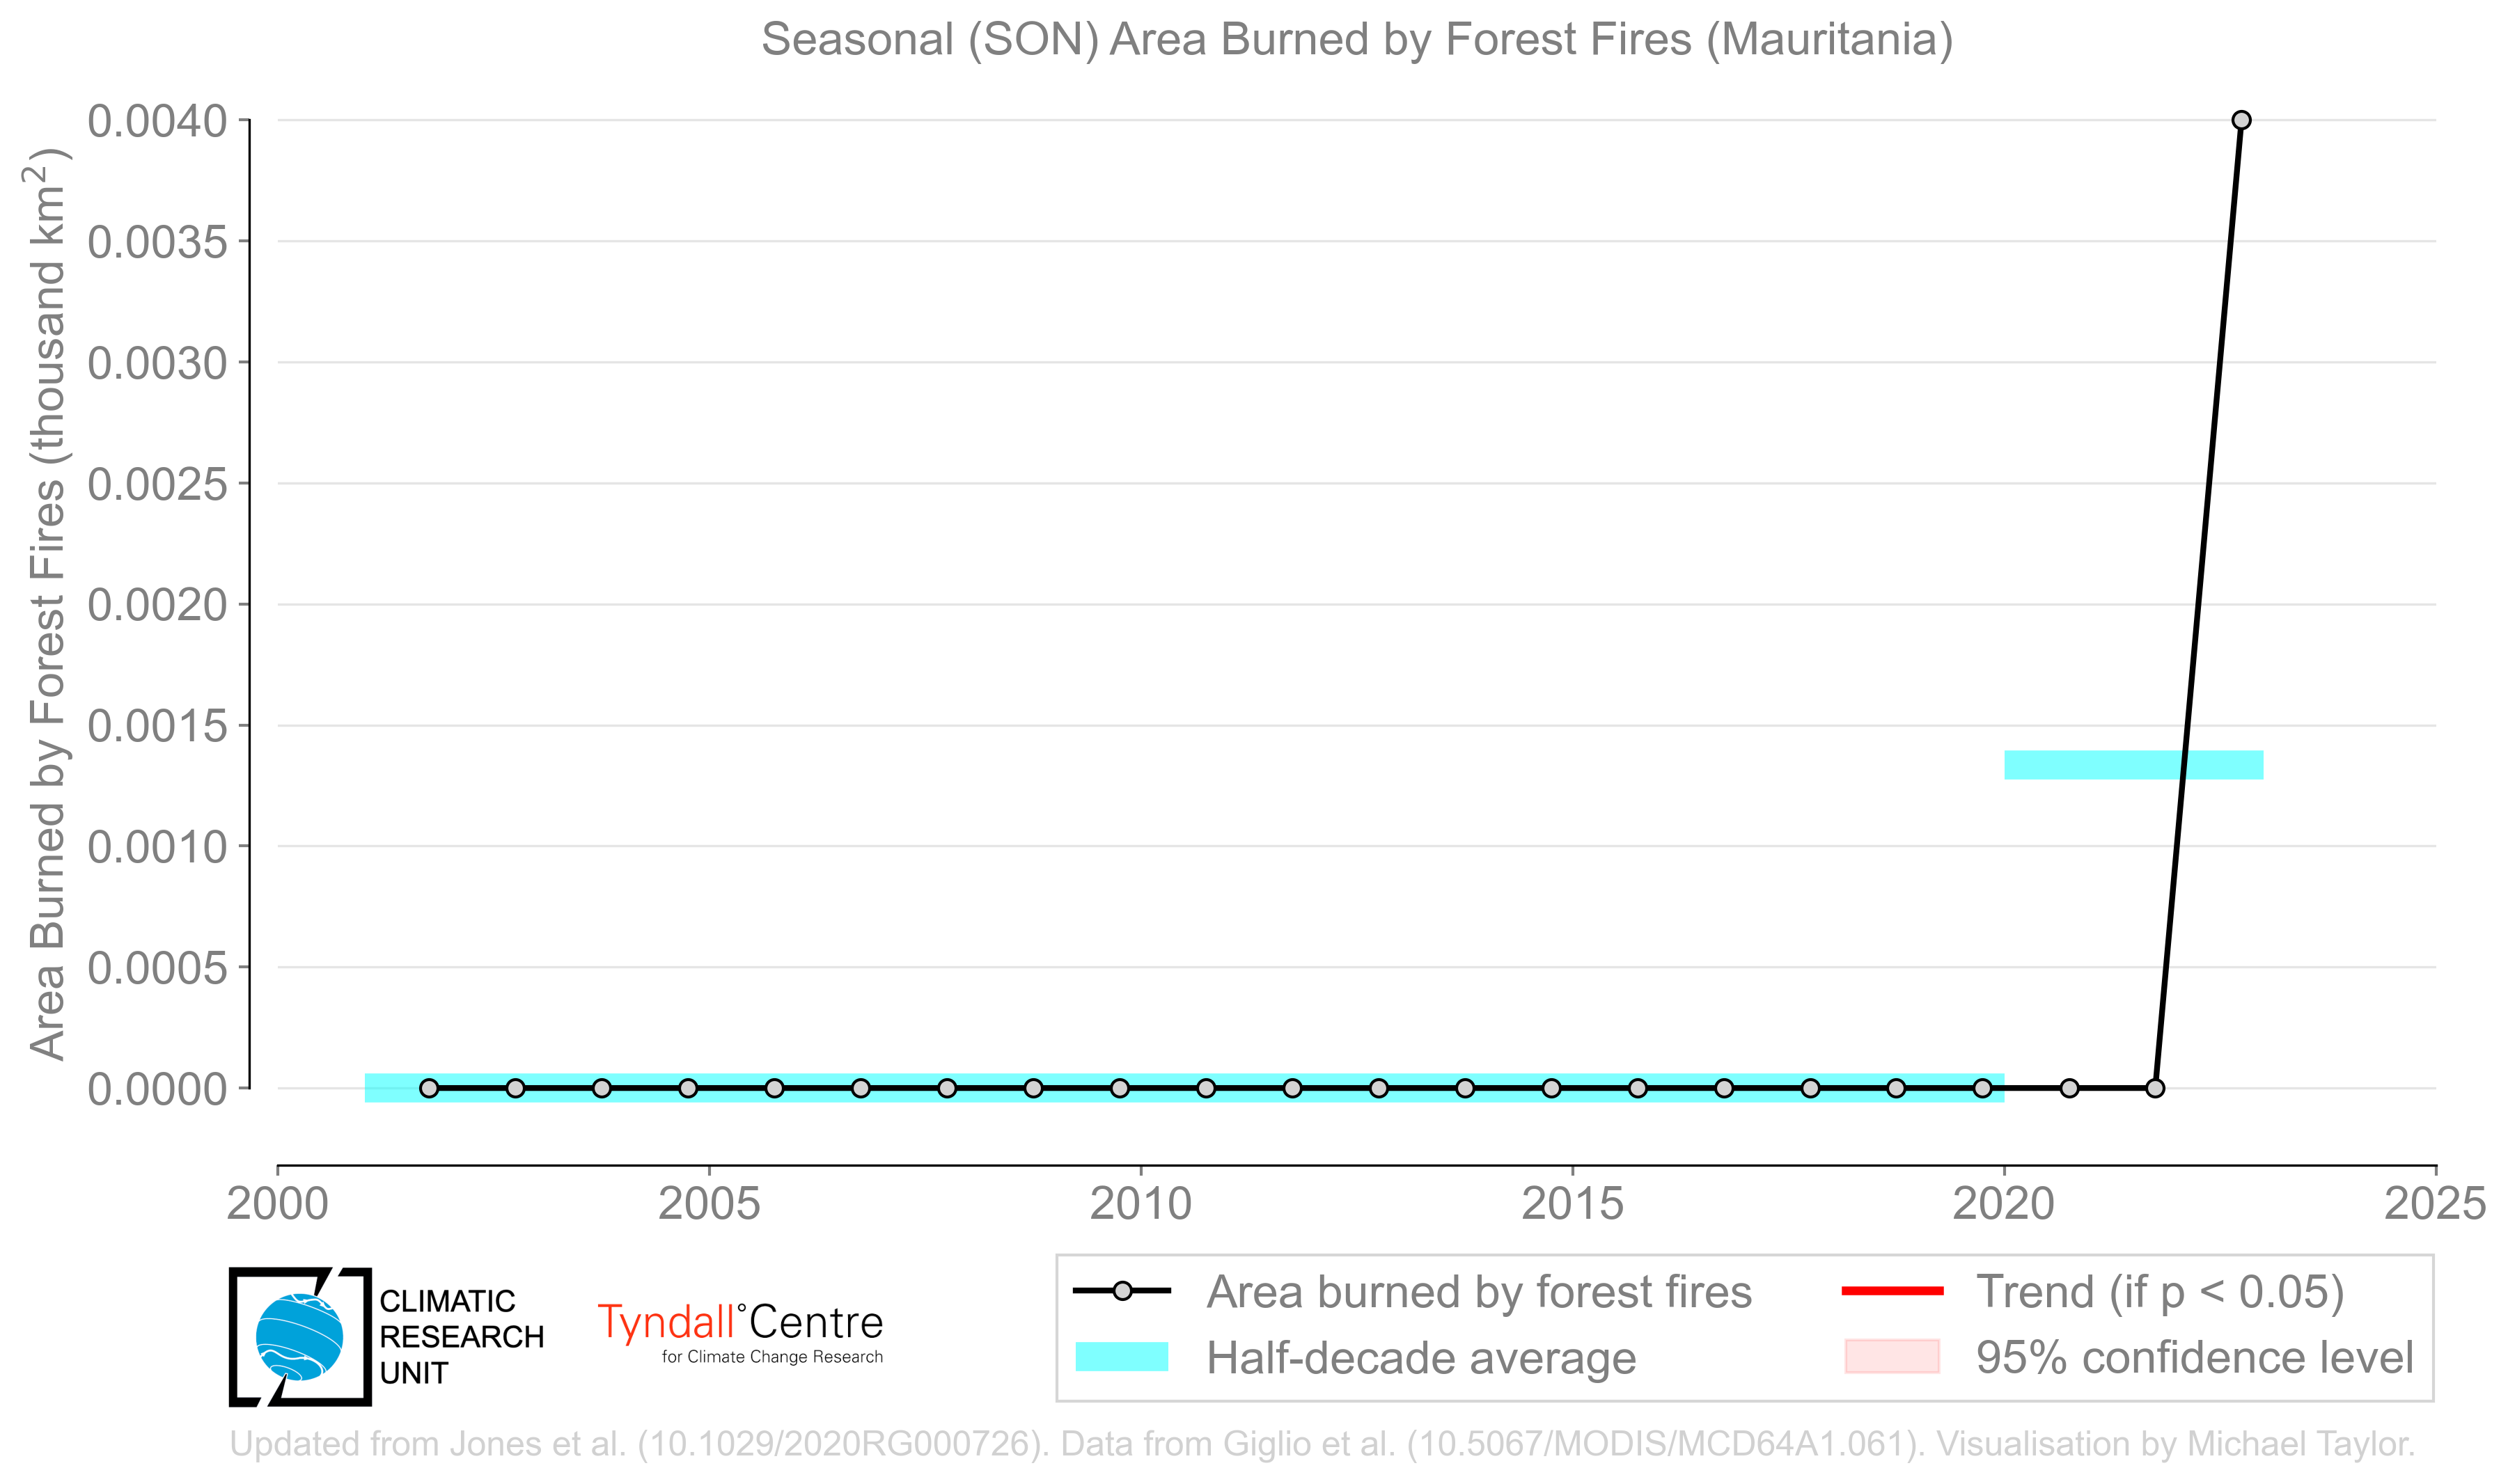 Seasonal (SON) Area Burned by Forest Fires (Mauritania)
Area Burned by Forest Fires (thousand km²)
0.0040
0.0035
0.0030
0.0025
0.0020
0.0015
0.0010
0.0005
0.0000
2000 2005 2010 2015 2020 2025
CLIMATIC
RESEARCH
UNIT
Tyndall°Centre
for Climate Change Research
Area burned by forest fires
Half-decade average
Trend (if p < 0.05)
95% confidence level
Updated from Jones et al. (10.1029/2020RG000726). Data from Giglio et al. (10.5067/MODIS/MCD64A1.061). Visualisation by Michael Taylor.